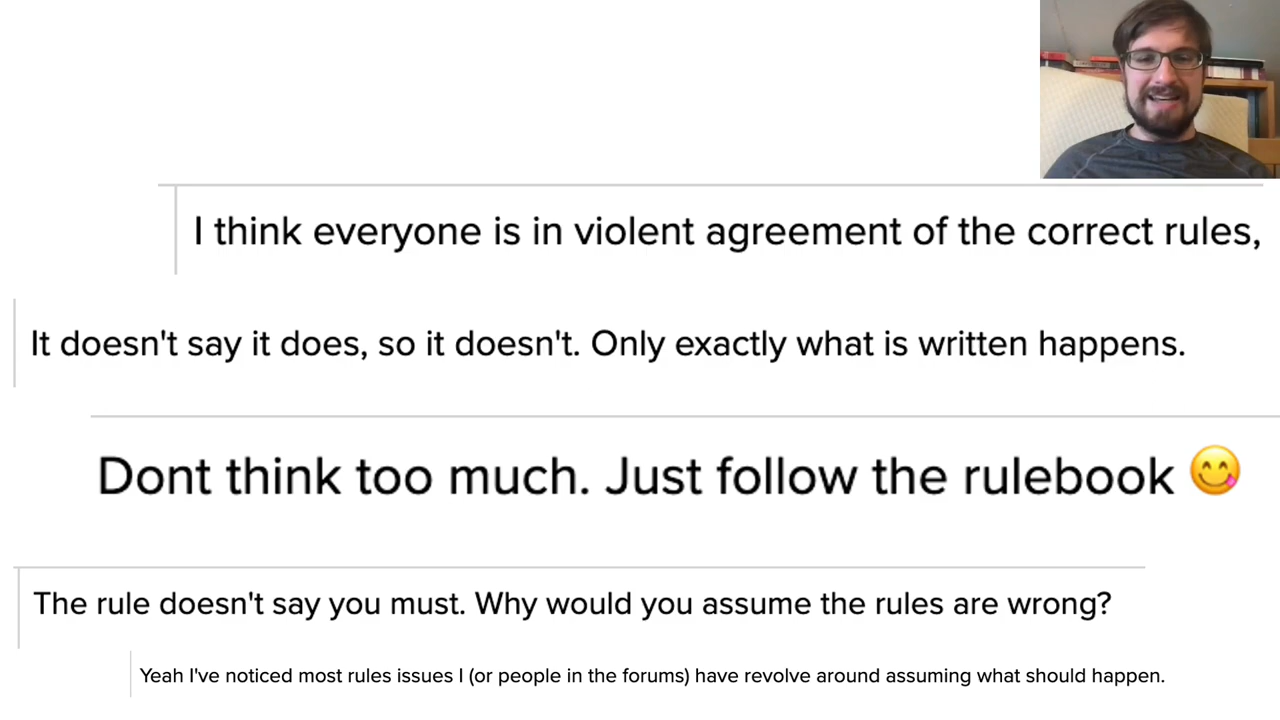 I think everyone is in violent agreement of the correct rules,
It doesn't say it does, so it doesn't. Only exactly what is written happens.
Dont think too much. Just follow the rulebook 😋
The rule doesn't say you must. Why would you assume the rules are wrong?
Yeah I've noticed most rules issues I (or people in the forums) have revolve around assuming what should happen.